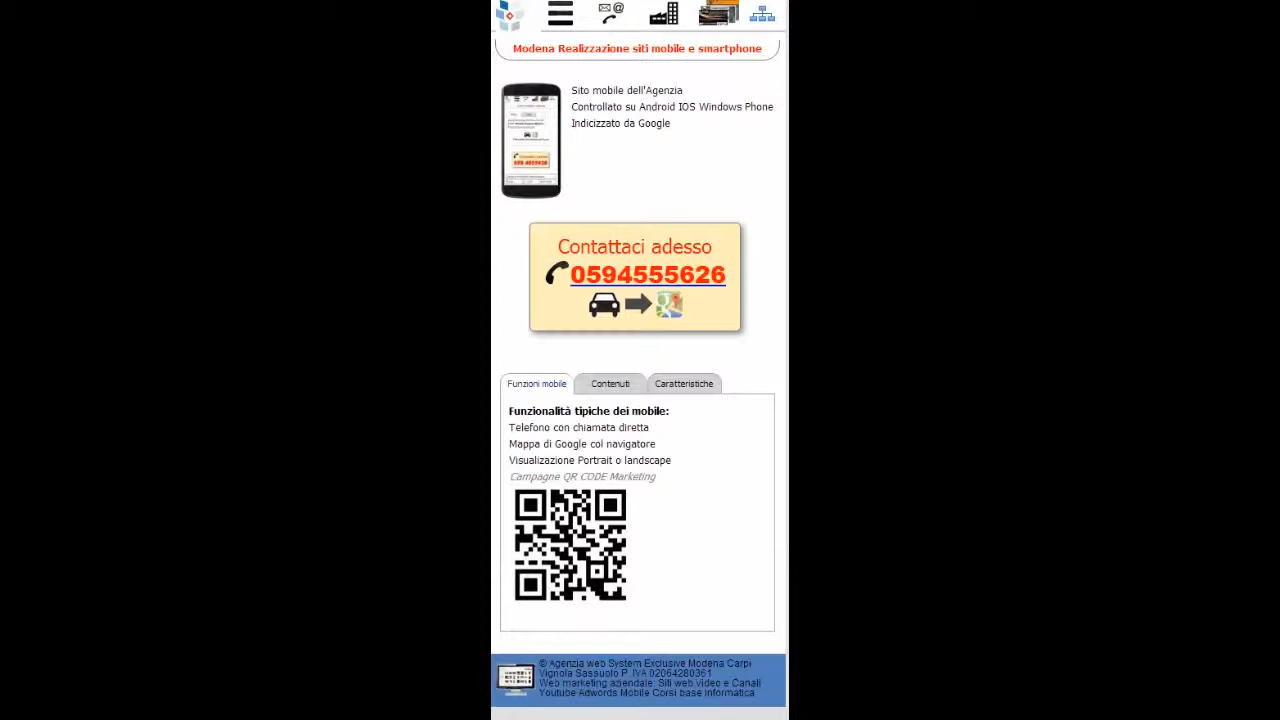 Modena Realizzazione siti mobile e smartphone
Sito mobile dell'Agenzia
Controllato su Android IOS Windows Phone
Indicizzato da Google
Contattaci adesso
0594555626
Funzioni mobile Contenuti Caratteristiche
Funzionalità tipiche dei mobile:
Telefono con chiamata diretta
Mappa di Google col navigatore
Visualizzazione Portrait o landscape
Campagne QR CODE Marketing
© Agenzia web System Exclusive Modena Carpi
Vignola Sassuolo P. IVA 02064280361
Web marketing aziendale: Siti web video e Canali
Youtube Adwords Mobile Corsi base Informatica